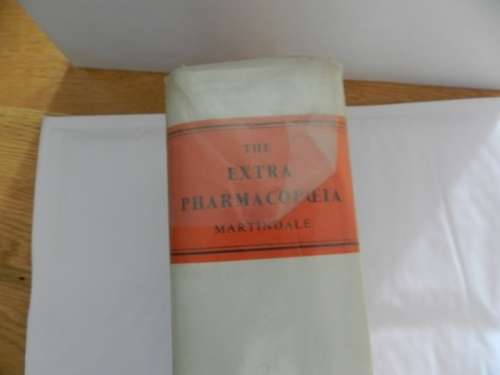 THE
EXTRA
PHARMACOPŒIA
MARTINDALE